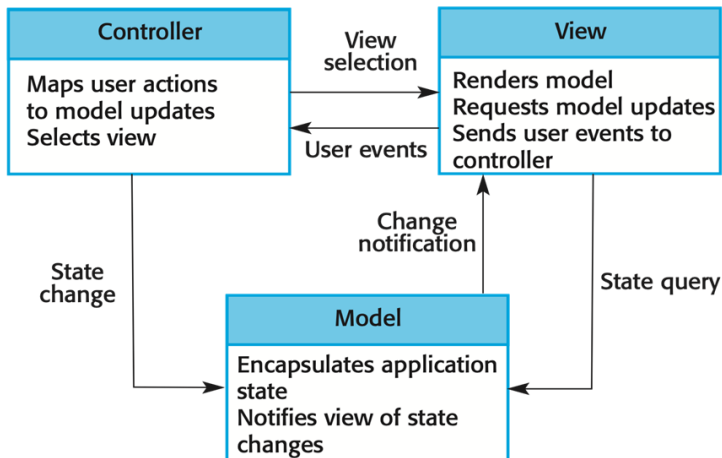 Controller
Maps user actions
to model updates
Selects view
View
selection
User events
View
Renders model
Requests model updates
Sends user events to
controller
State
change
Change
notification
State query
Model
Encapsulates application
state
Notifies view of state
changes